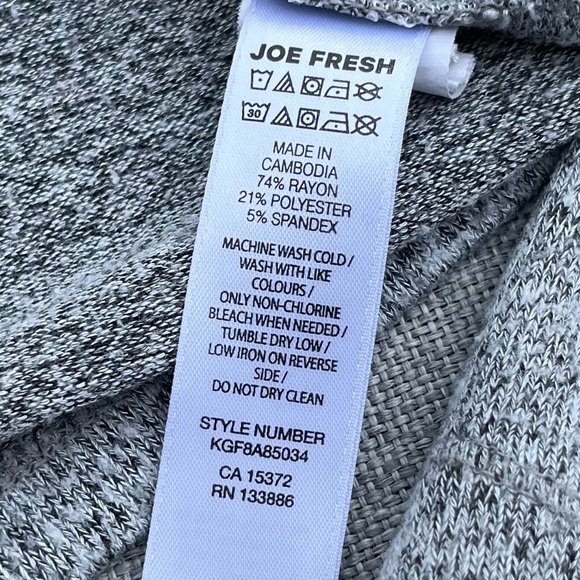 JOE FRESH
30
MADE IN
CAMBODIA
74% RAYON
21% POLYESTER
5% SPANDEX
MACHINE WASH COLD /
WASH WITH LIKE
COLOURS /
ONLY NON-CHLORINE
BLEACH WHEN NEEDED /
TUMBLE DRY LOW /
LOW IRON ON REVERSE
SIDE /
DO NOT DRY CLEAN
STYLE NUMBER
KGF8A85034
CA 15372
RN 133886